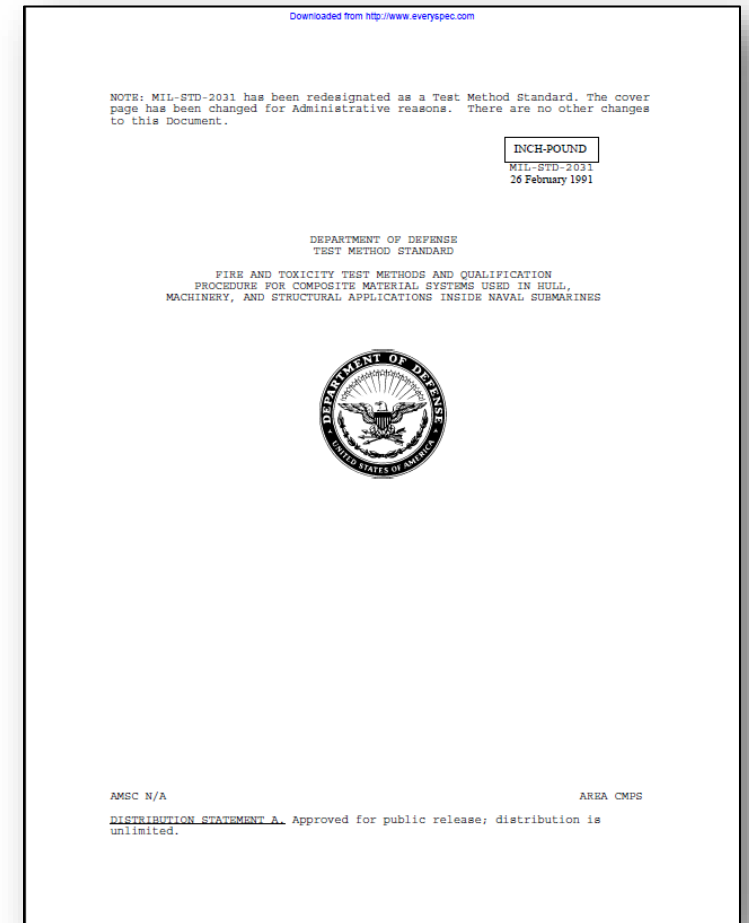 Downloaded from http://www.everyspec.com
NOTE: MIL-STD-2031 has been redesignated as a Test Method Standard. The cover
page has been changed for Administrative reasons. There are no other changes
to this Document.
INCH-POUND
MIL-STD-2031
26 February 1991
DEPARTMENT OF DEFENSE
TEST METHOD STANDARD
FIRE AND TOXICITY TEST METHODS AND QUALIFICATION
PROCEDURE FOR COMPOSITE MATERIAL SYSTEMS USED IN HULL,
MACHINERY, AND STRUCTURAL APPLICATIONS INSIDE NAVAL SUBMARINES
DEPARTMENT OF DEFENSE
UNITED STATES OF AMERICA
AMSC N/A AREA CMPS
DISTRIBUTION STATEMENT A. Approved for public release; distribution is
unlimited.